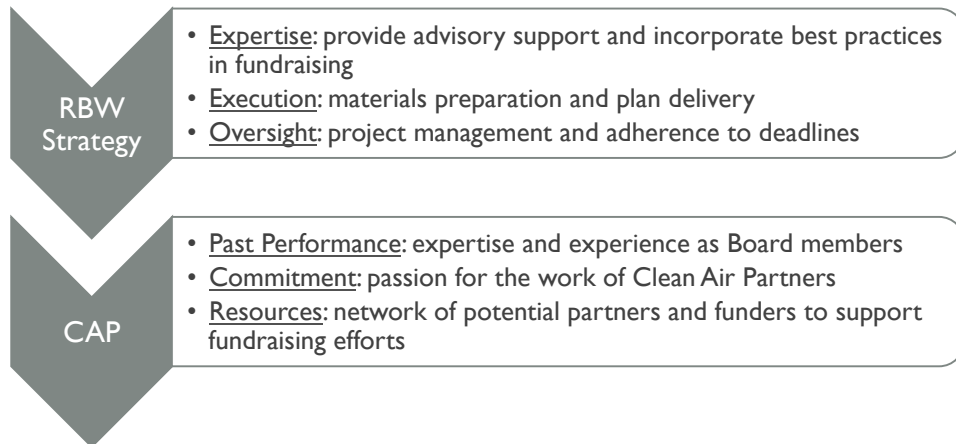 RBW
Strategy
• Expertise: provide advisory support and incorporate best practices
in fundraising
• Execution: materials preparation and plan delivery
• Oversight: project management and adherence to deadlines
CAP
• Past Performance: expertise and experience as Board members
• Commitment: passion for the work of Clean Air Partners
• Resources: network of potential partners and funders to support
fundraising efforts